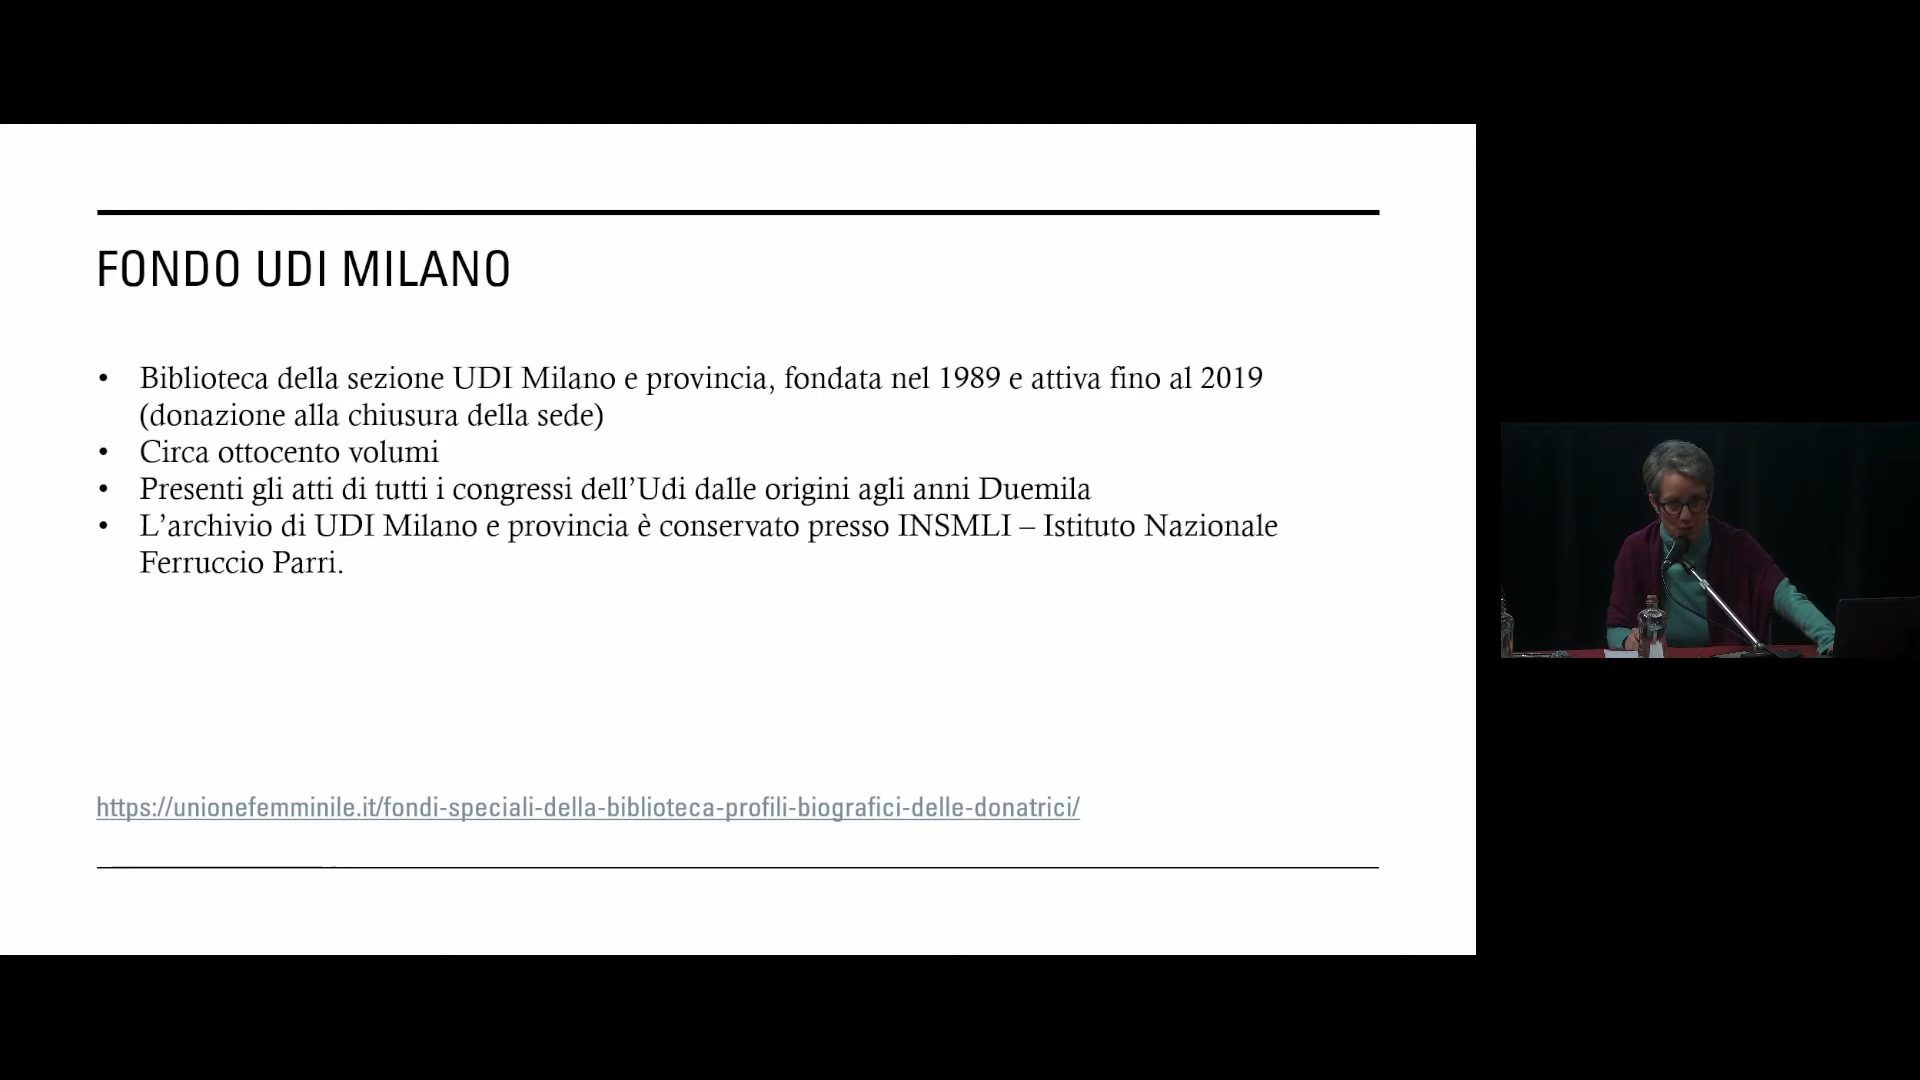 FONDO UDI MILANO
• Biblioteca della sezione UDI Milano e provincia, fondata nel 1989 e attiva fino al 2019
(donazione alla chiusura della sede)
• Circa ottocento volumi
• Presenti gli atti di tutti i congressi dell’Udi dalle origini agli anni Duemila
• L’archivio di UDI Milano e provincia è conservato presso INSMLI – Istituto Nazionale
Ferruccio Parri.
https://unionefemminile.it/fondi-speciali-della-biblioteca-profili-biografici-delle-donatrici/